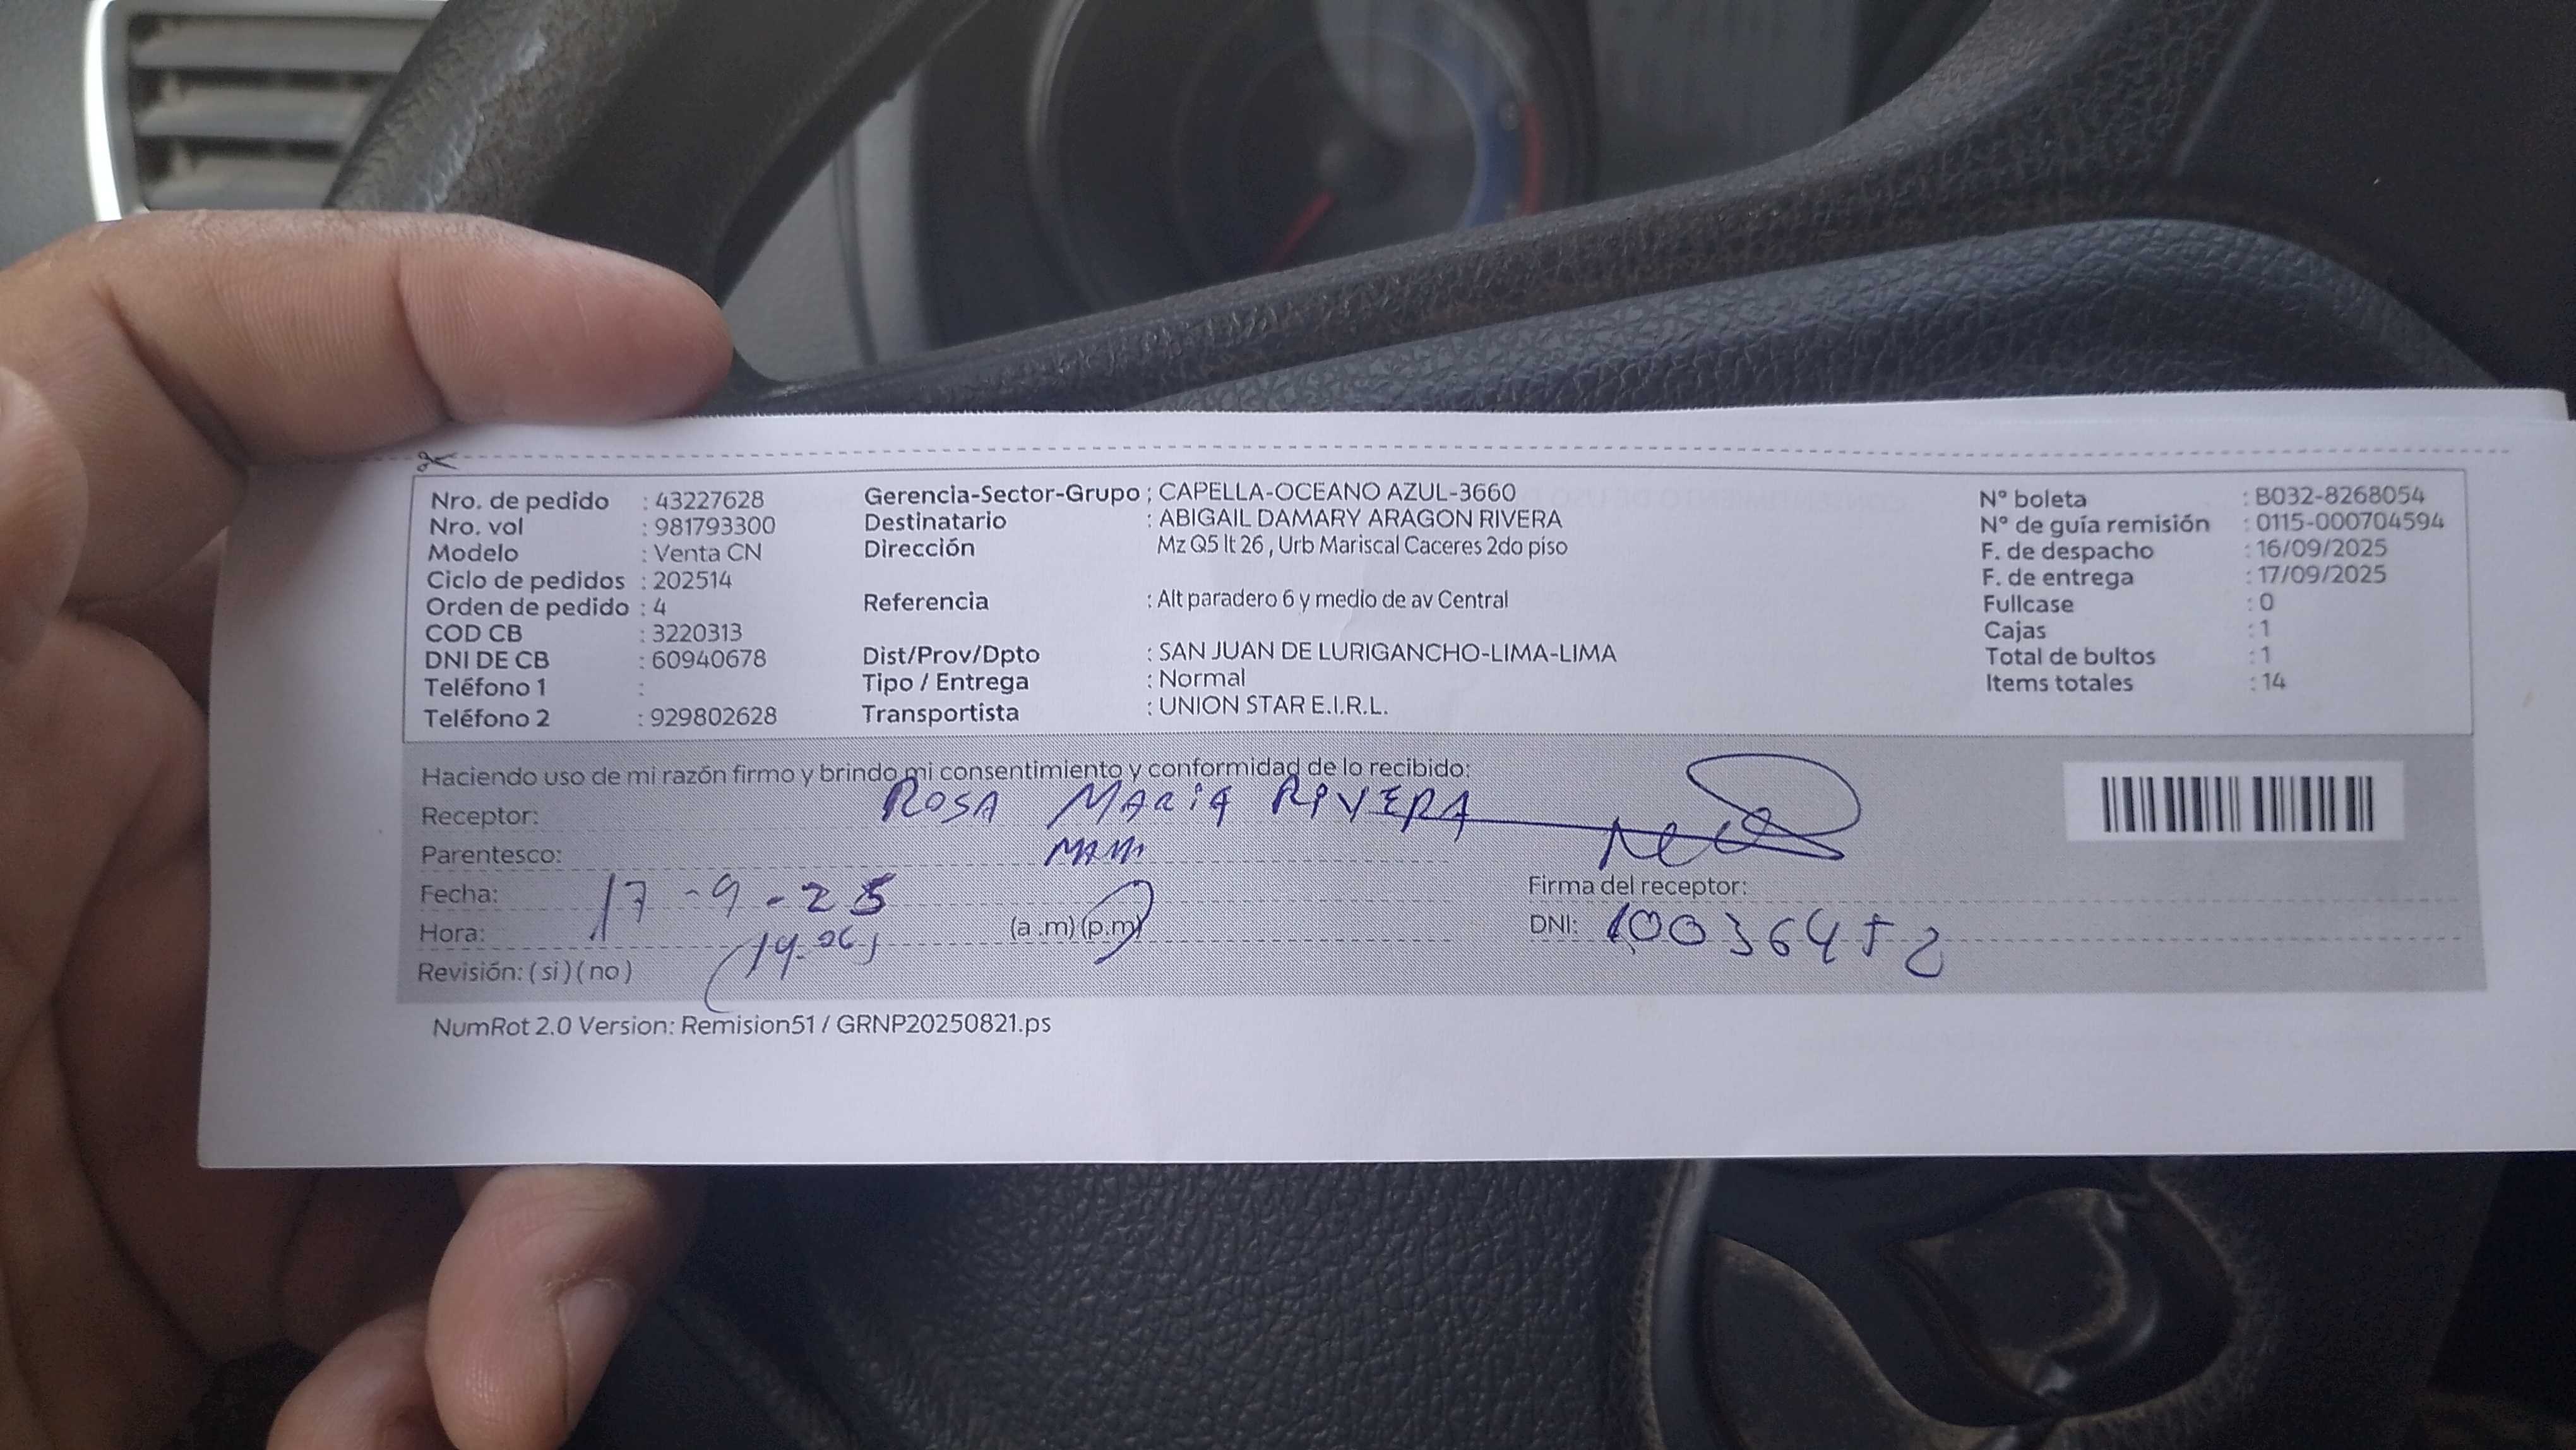 Nro. de pedido : 43227628
Nro. vol : 981793300
Modelo : Venta CN
Ciclo de pedidos : 202514
Orden de pedido : 4
COD CB : 3220313
DNI DE CB : 60940678
Teléfono 1 :
Teléfono 2 : 929802628
Gerencia-Sector-Grupo : CAPELLA-OCEANO AZUL-3660
Destinatario : ABIGAIL DAMARY ARAGON RIVERA
Dirección Mz Q5 lt 26 , Urb Mariscal Caceres 2do piso
Referencia : Alt paradero 6 y medio de av Central
Dist/Prov/Dpto : SAN JUAN DE LURIGANCHO-LIMA-LIMA
Tipo / Entrega : Normal
Transportista : UNION STAR E.I.R.L.
N° boleta : B032-8268054
N° de guía remisión : 0115-000704594
F. de despacho : 16/09/2025
F. de entrega : 17/09/2025
Fullcase : 0
Cajas : 1
Total de bultos : 1
Items totales : 14
Haciendo uso de mi razón firmo y brindo mi consentimiento y conformidad de lo recibido:
Receptor: ROSA MARIA RIVERA
Parentesco: MAMI
Fecha: 17-9-25
Hora: (a.m) (p.m)
Revisión: ( si ) ( no )
Firma del receptor:
DNI: 10036452
NumRot 2.0 Version: Remision51 / GRNP20250821.ps